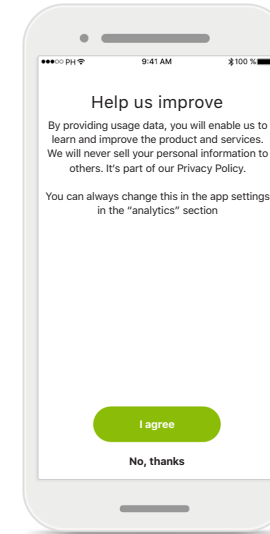 PH 9:41 AM 100 %
Help us improve
By providing usage data, you will enable us to
learn and improve the product and services.
We will never sell your personal information to
others. It's part of our Privacy Policy.
You can always change this in the app settings
in the “analytics” section
I agree
No, thanks